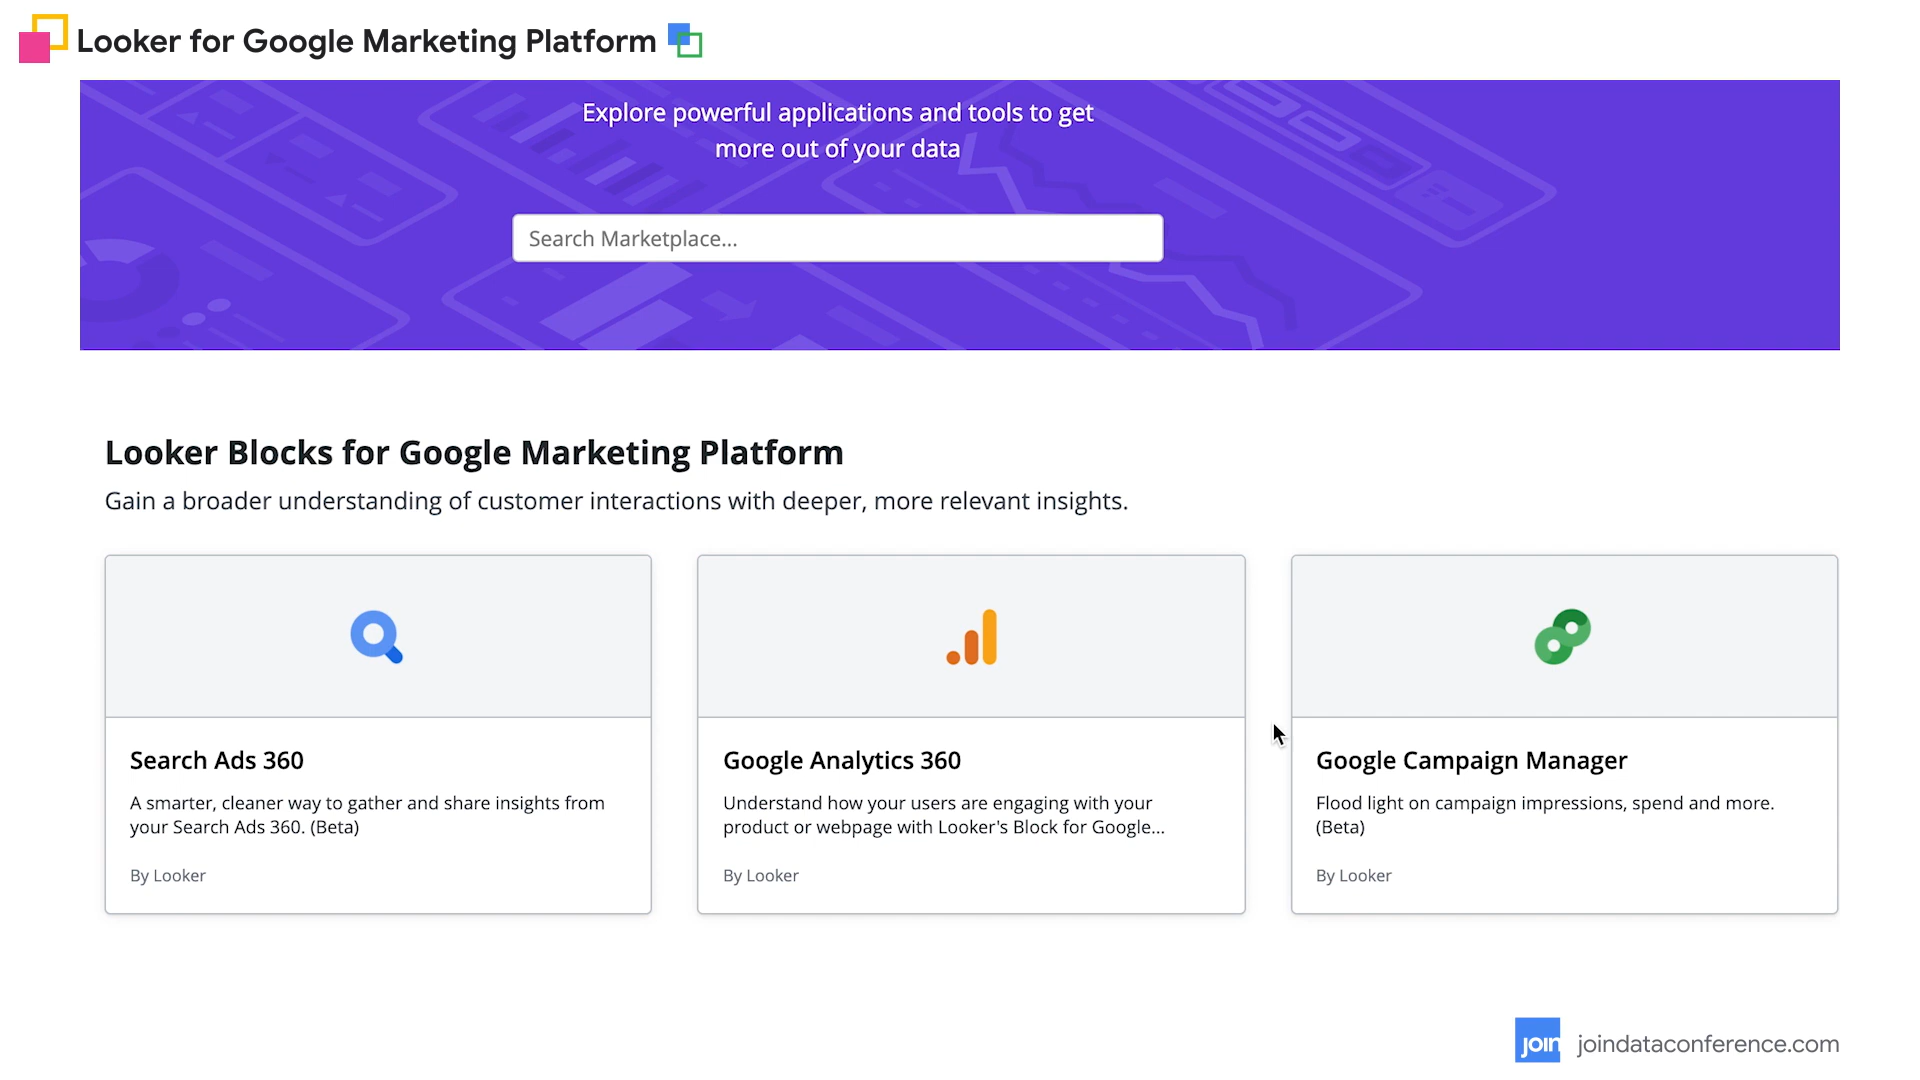 Looker for Google Marketing Platform
Explore powerful applications and tools to get
more out of your data
Search Marketplace...
Looker Blocks for Google Marketing Platform
Gain a broader understanding of customer interactions with deeper, more relevant insights.
Search Ads 360
A smarter, cleaner way to gather and share insights from
your Search Ads 360. (Beta)
By Looker
Google Analytics 360
Understand how your users are engaging with your
product or webpage with Looker's Block for Google...
By Looker
Google Campaign Manager
Flood light on campaign impressions, spend and more.
(Beta)
By Looker
join joindataconference.com